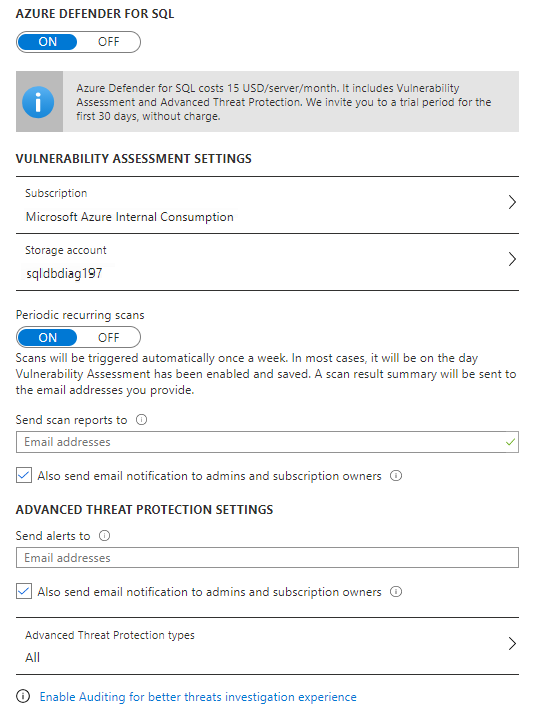 AZURE DEFENDER FOR SQL
ON OFF
Azure Defender for SQL costs 15 USD/server/month. It includes Vulnerability
Assessment and Advanced Threat Protection. We invite you to a trial period for the
first 30 days, without charge.
VULNERABILITY ASSESSMENT SETTINGS
Subscription
Microsoft Azure Internal Consumption
Storage account
sqldbdiag197
Periodic recurring scans
ON OFF
Scans will be triggered automatically once a week. In most cases, it will be on the day
Vulnerability Assessment has been enabled and saved. A scan result summary will be sent to
the email addresses you provide.
Send scan reports to
Email addresses
Also send email notification to admins and subscription owners
ADVANCED THREAT PROTECTION SETTINGS
Send alerts to
Email addresses
Also send email notification to admins and subscription owners
Advanced Threat Protection types
All
Enable Auditing for better threats investigation experience